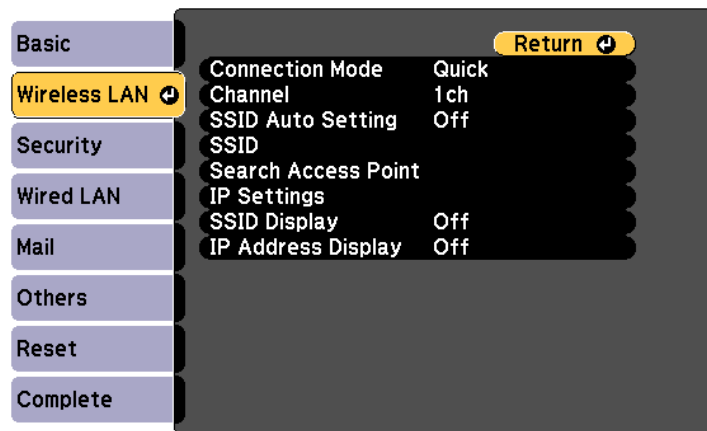 Basic
Wireless LAN
Security
Wired LAN
Mail
Others
Reset
Complete
Return
Connection Mode Quick
Channel 1ch
SSID Auto Setting Off
SSID
Search Access Point
IP Settings
SSID Display Off
IP Address Display Off